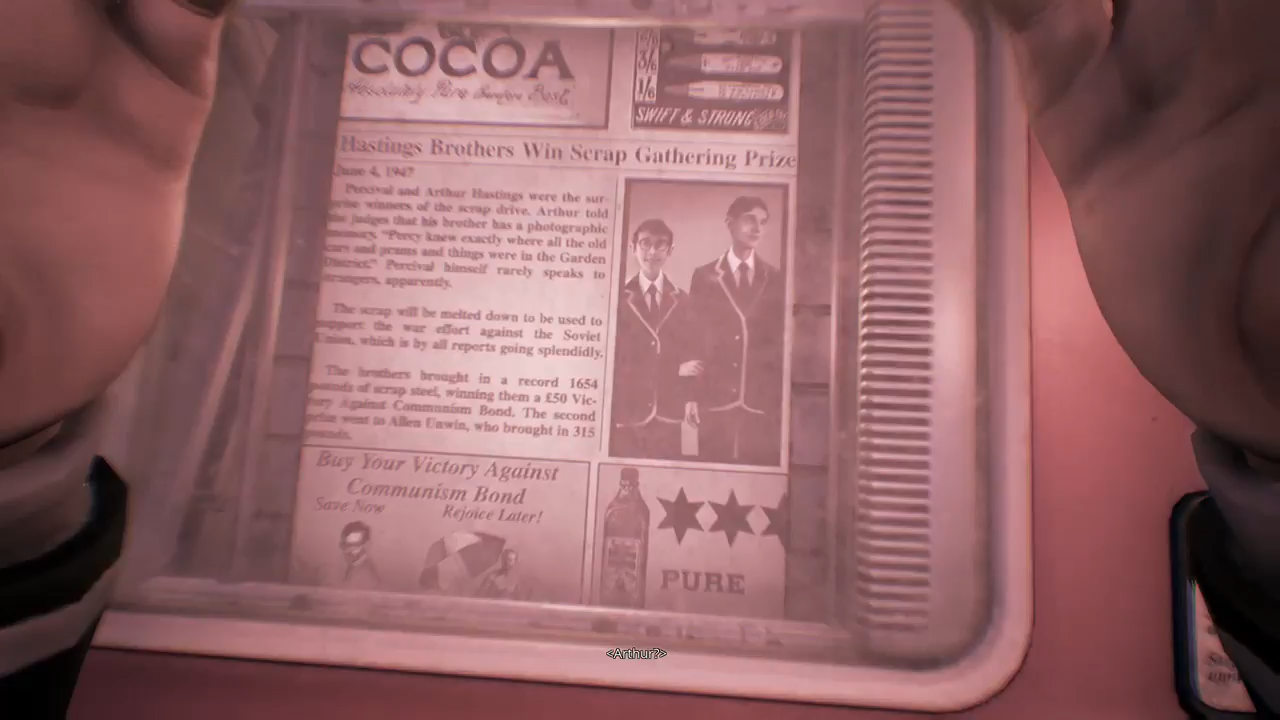 COCOA
Absolutely Pure
3/6
1/6
SWIFT & STRONG
Hastings Brothers Win Scrap Gathering Prize
June 4, 1947
Percival and Arthur Hastings were the sur-
prise winners of the scrap drive. Arthur told
the judges that his brother has a photographic
memory. "Percy knew exactly where all the old
cars and prams and things were in the Garden
District." Percival himself rarely speaks to
strangers, apparently.
The scrap will be melted down to be used to
support the war effort against the Soviet
Union, which is by all reports going splendidly.
The brothers brought in a record 1654
pounds of scrap steel, winning them a £50 Vic-
tory Against Communism Bond. The second
prize went to Allen Unwin, who brought in 315
pounds.
Buy Your Victory Against
Communism Bond
Save Now
Rejoice Later!
PURE
<Arthur?>